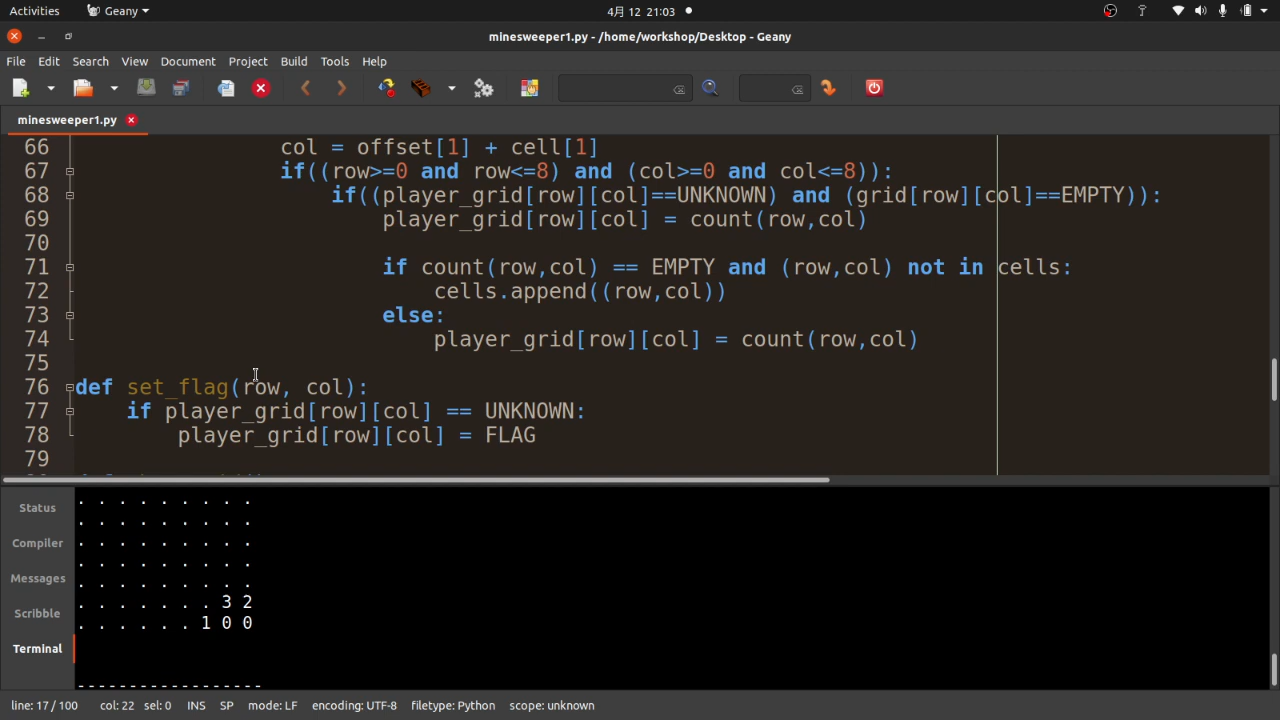 Activities Geany 4月 12 21:03
minesweeper1.py - /home/workshop/Desktop - Geany
File Edit Search View Document Project Build Tools Help
minesweeper1.py
66 col = offset[1] + cell[1]
67 if((row>=0 and row<=8) and (col>=0 and col<=8)):
68 if((player_grid[row][col]==UNKNOWN) and (grid[row][col]==EMPTY)):
69 player_grid[row][col] = count(row,col)
70
71 if count(row,col) == EMPTY and (row,col) not in cells:
72 cells.append((row,col))
73 else:
74 player_grid[row][col] = count(row,col)
75
76 def set_flag(row, col):
77 if player_grid[row][col] == UNKNOWN:
78 player_grid[row][col] = FLAG
79
Status
Compiler
Messages
Scribble
Terminal
. . . . . . . . .
. . . . . . . . .
. . . . . . . . .
. . . . . . . . .
. . . . . . . . .
. . . . . . . 3 2
. . . . . . 1 0 0
------------------
line: 17 / 100 col: 22 sel: 0 INS SP mode: LF encoding: UTF-8 filetype: Python scope: unknown